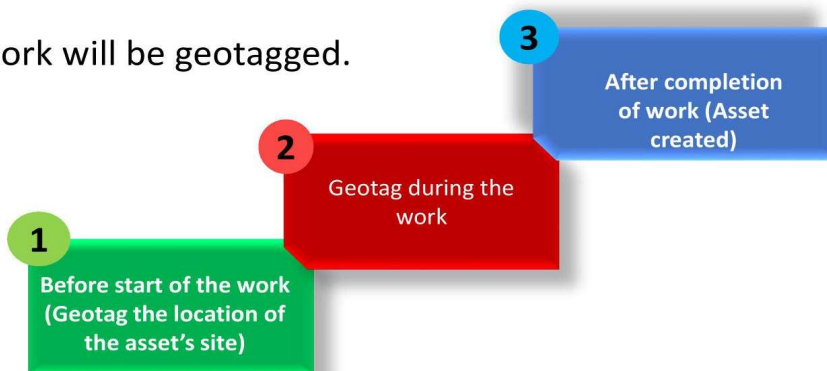 ork will be geotagged.
3
After completion
of work (Asset
created)
2
Geotag during the
work
1
Before start of the work
(Geotag the location of
the asset's site)